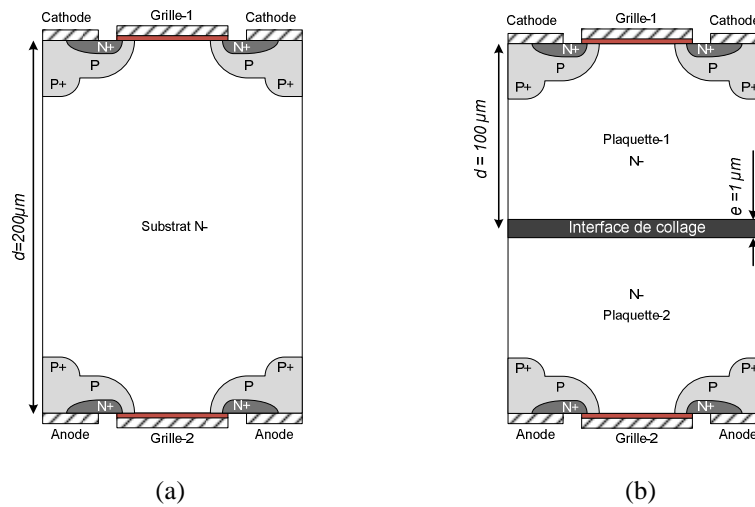 Cathode Grille-1 Cathode
N+ N+
P P
P+ P+
d=200µm
Substrat N-
P+ P+
P P
N+ N+
Anode Grille-2 Anode
(a)
Cathode Grille-1 Cathode
N+ N+
P P
P+ P+
d = 100 µm
Plaquette-1
N-
e =1 µm
Interface de collage
N-
Plaquette-2
P+ P+
P P
N+ N+
Anode Grille-2 Anode
(b)